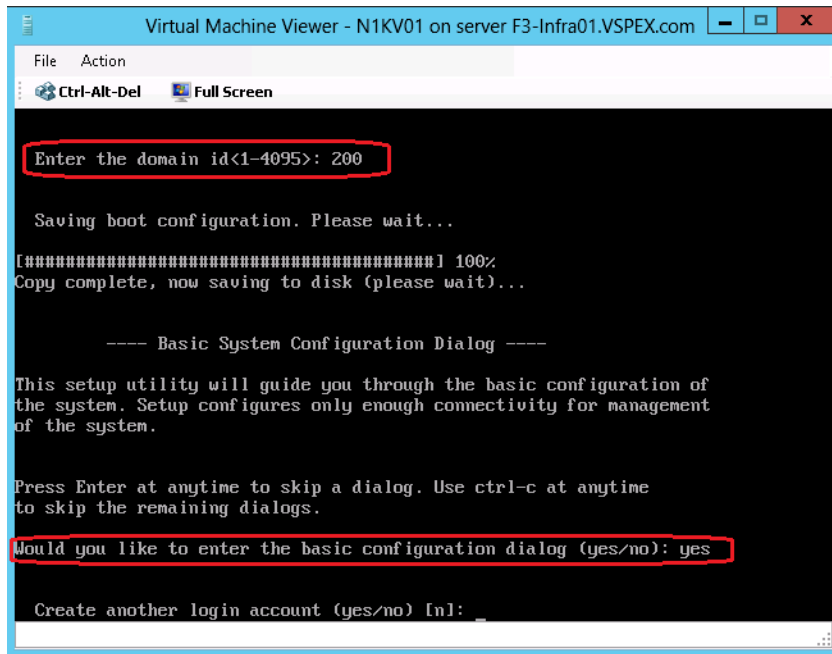 Virtual Machine Viewer - N1KV01 on server F3-Infra01.VSPEX.com
File Action
Ctrl-Alt-Del Full Screen
Enter the domain id<1-4095>: 200
Saving boot configuration. Please wait...
[########################################] 100%
Copy complete, now saving to disk (please wait)...
---- Basic System Configuration Dialog ----
This setup utility will guide you through the basic configuration of
the system. Setup configures only enough connectivity for management
of the system.
Press Enter at anytime to skip a dialog. Use ctrl-c at anytime
to skip the remaining dialogs.
Would you like to enter the basic configuration dialog (yes/no): yes
Create another login account (yes/no) [n]: _